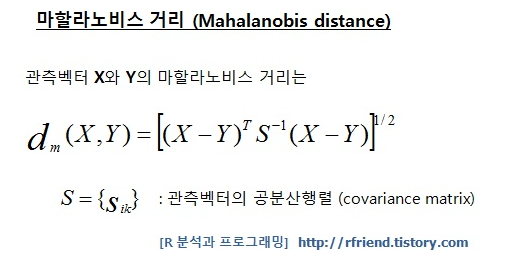 마할라노비스 거리 (Mahalanobis distance)
관측벡터 X와 Y의 마할라노비스 거리는
d_m (X,Y) = [(X − Y)^T S^{-1} (X − Y)]^{1/2}
S = {s_{ik}} : 관측벡터의 공분산행렬 (covariance matrix)
[R 분석과 프로그래밍] http://rfriend.tistory.com